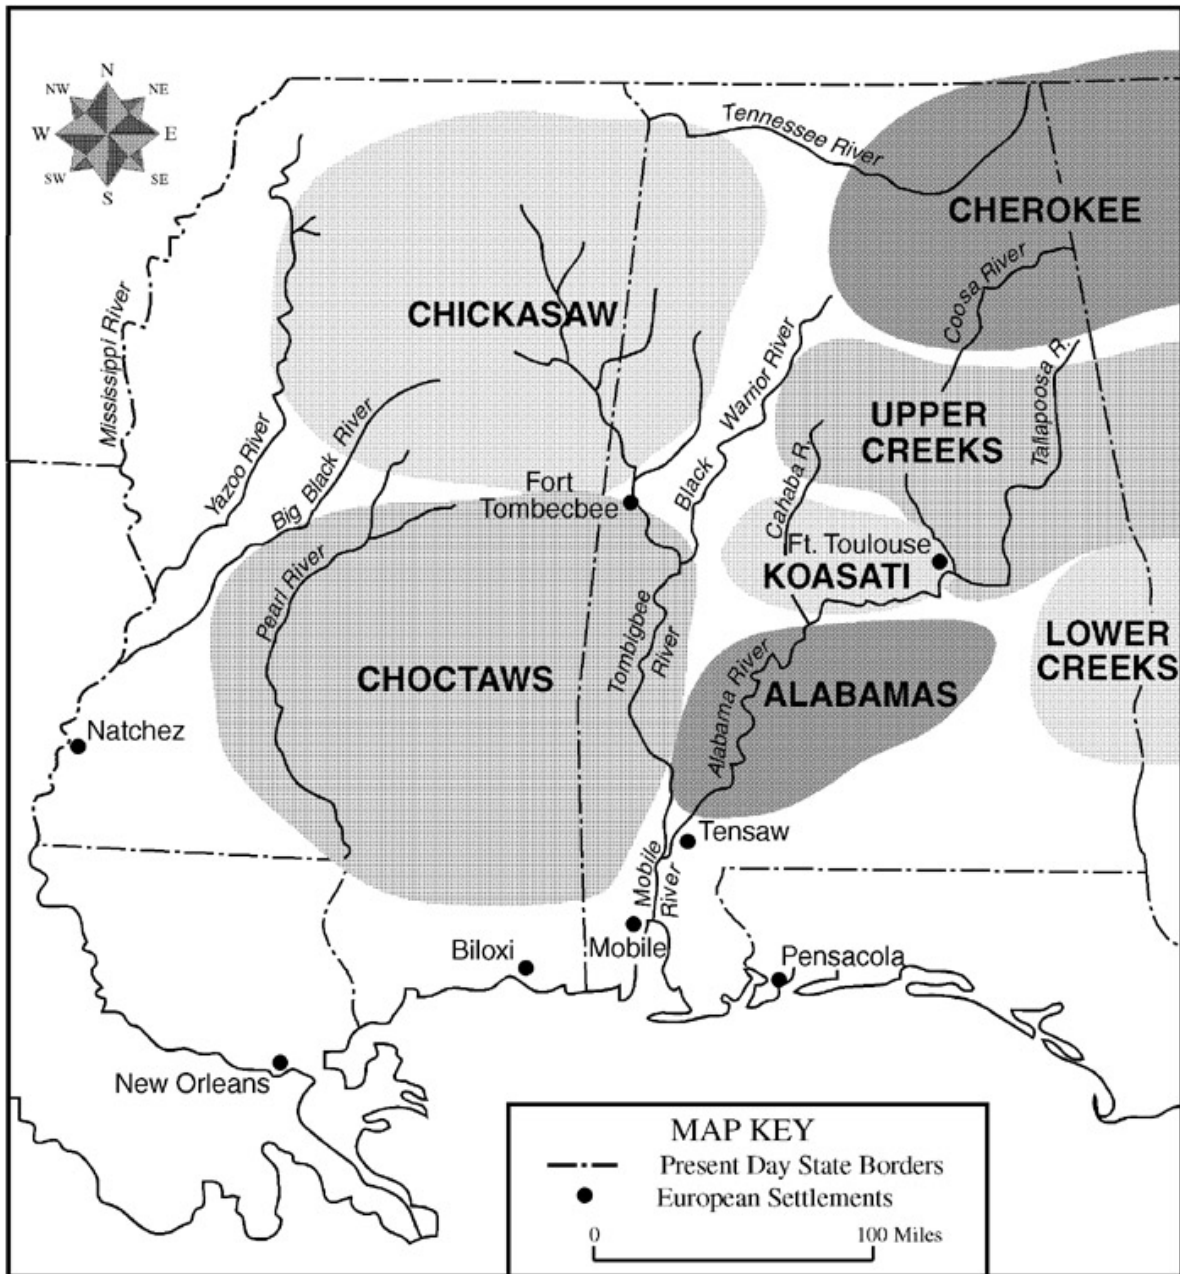 N
NW
NE
W
E
SW
SE
S
Tennessee River
CHEROKEE
Coosa River
CHICKASAW
Mississippi River
Black Warrior River
Tallapoosa R.
UPPER
CREEKS
Yazoo River
Big Black River
Cahaba R.
Fort
Tombecbee
Ft. Toulouse
KOASATI
Pearl River
Tombigbee
River
LOWER
CREEKS
CHOCTAWS
Alabama River
ALABAMAS
Natchez
Tensaw
Mobile
River
Mobile
Biloxi
Pensacola
New Orleans
MAP KEY
Present Day State Borders
European Settlements
0
100 Miles